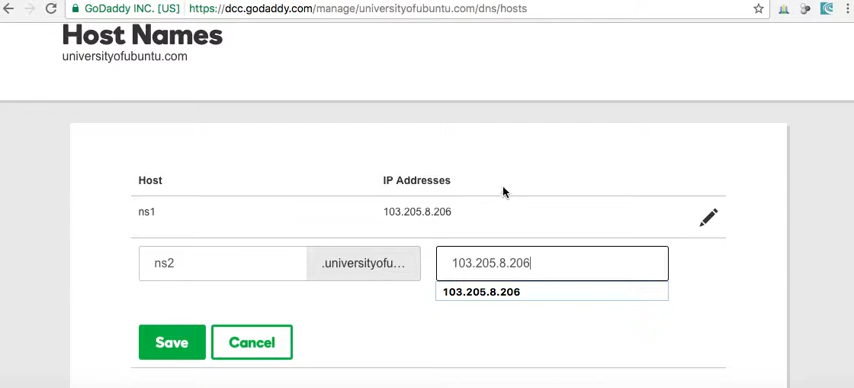 GoDaddy INC. [US] https://dcc.godaddy.com/manage/universityofubuntu.com/dns/hosts
Host Names
universityofubuntu.com
Host IP Addresses
ns1 103.205.8.206
ns2 .universityofu... 103.205.8.206
103.205.8.206
Save Cancel